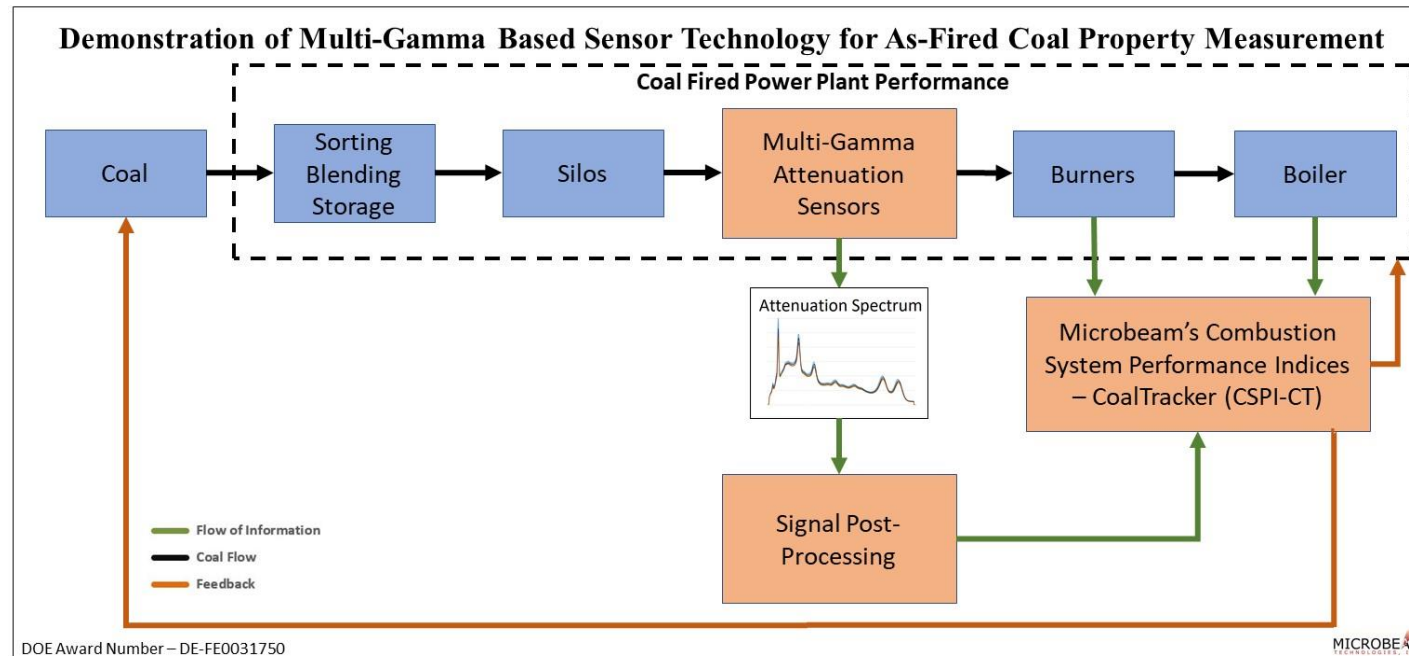 Demonstration of Multi-Gamma Based Sensor Technology for As-Fired Coal Property Measurement
Coal Fired Power Plant Performance
Coal
Sorting
Blending
Storage
Silos
Multi-Gamma
Attenuation
Sensors
Burners
Boiler
Attenuation Spectrum
Microbeam’s Combustion
System Performance Indices
– CoalTracker (CSPI-CT)
Signal Post-
Processing
Flow of Information
Coal Flow
Feedback
DOE Award Number – DE-FE0031750